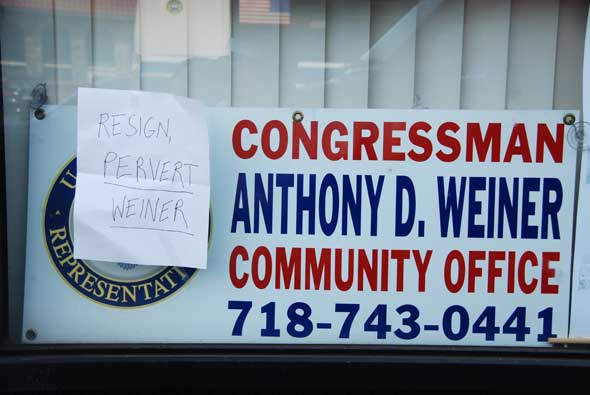 RESIGN,
PERVERT
WEINER
REPRESENTATI
CONGRESSMAN
ANTHONY D. WEINER
COMMUNITY OFFICE
718-743-0441